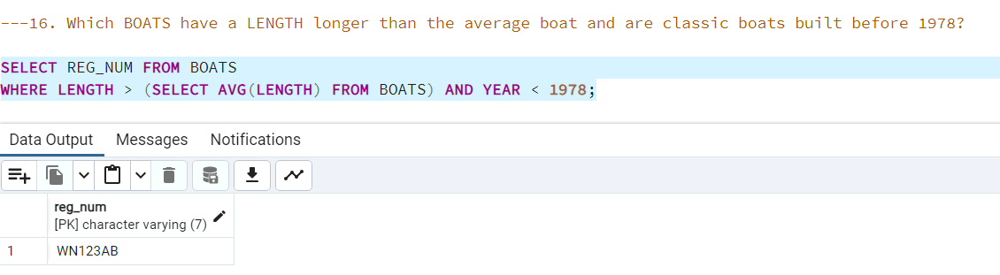 ---16. Which BOATS have a LENGTH longer than the average boat and are classic boats built before 1978?
SELECT REG_NUM FROM BOATS
WHERE LENGTH > (SELECT AVG(LENGTH) FROM BOATS) AND YEAR < 1978;
Data Output Messages Notifications
reg_num
[PK] character varying (7)
1 WN123AB